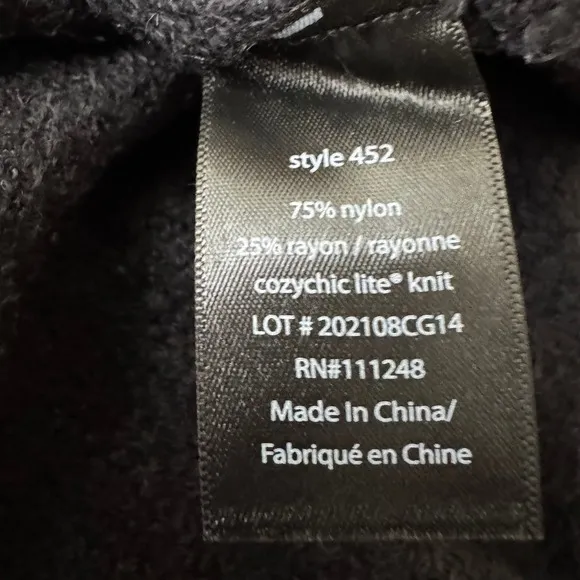 style 452
75% nylon
25% rayon / rayonne
cozychic lite® knit
LOT # 202108CG14
RN#111248
Made In China/
Fabriqué en Chine